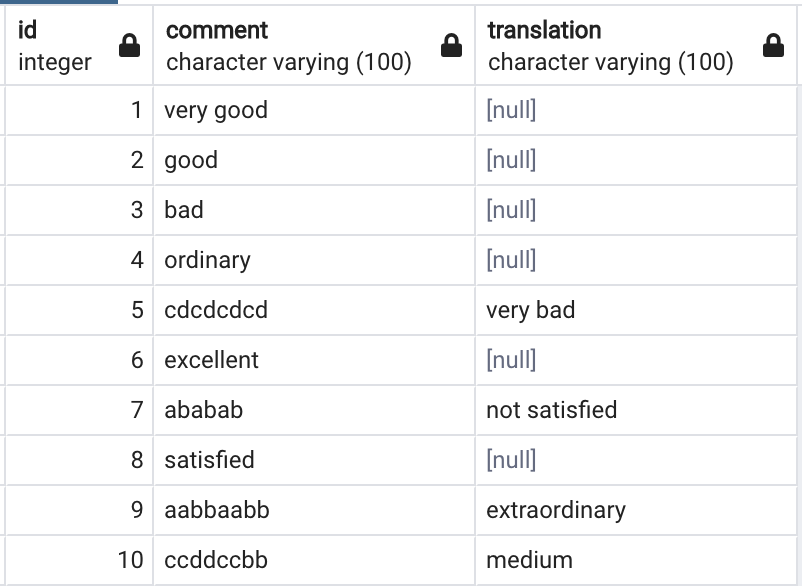 id comment translation
integer character varying (100) character varying (100)
1 very good [null]
2 good [null]
3 bad [null]
4 ordinary [null]
5 cdcdcdcd very bad
6 excellent [null]
7 ababab not satisfied
8 satisfied [null]
9 aabbaabb extraordinary
10 ccddccbb medium